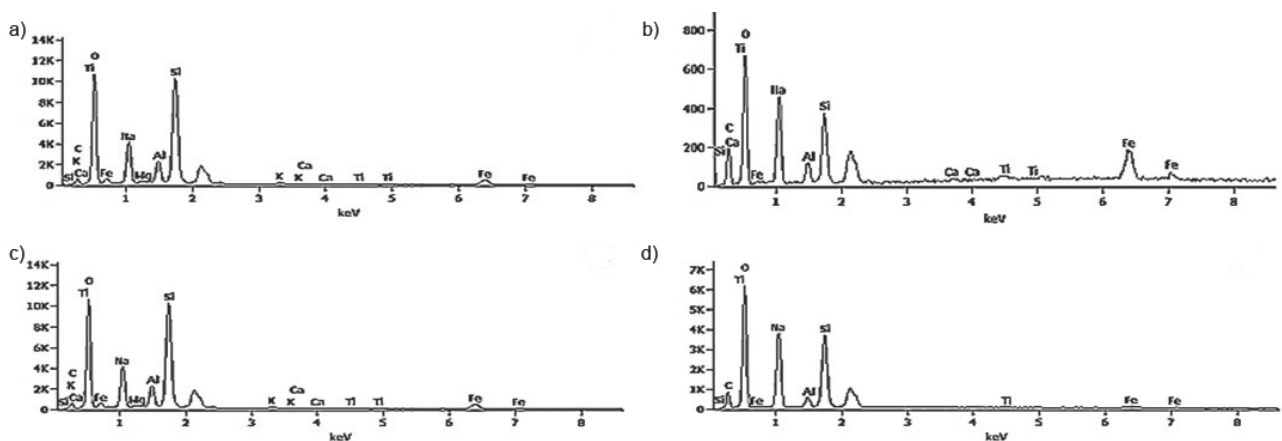 a)
14K
12K
10K
8K
6K
4K
2K
0
O
Ti
C
K
Si
Ca
Fe
Na
Mg
Al
Si
K
Ca
K
Ca
Ti
Ti
Fe
Fe
1 2 3 4 5 6 7 8
keV
b)
800
600
400
200
0
O
Ti
C
Ca
Si
Fe
Na
Al
Si
Ca
Ca
Ti
Ti
Fe
Fe
1 2 3 4 5 6 7 8
keV
c)
14K
12K
10K
8K
6K
4K
2K
0
O
Ti
C
K
Si
Ca
Fe
Na
Mg
Al
Si
K
Ca
K
Ca
Ti
Ti
Fe
Fe
1 2 3 4 5 6 7 8
keV
d)
7K
6K
5K
4K
3K
2K
1K
0
O
Ti
C
Si
Fe
Na
Al
Si
Ti
Fe
Fe
1 2 3 4 5 6 7 8
keV